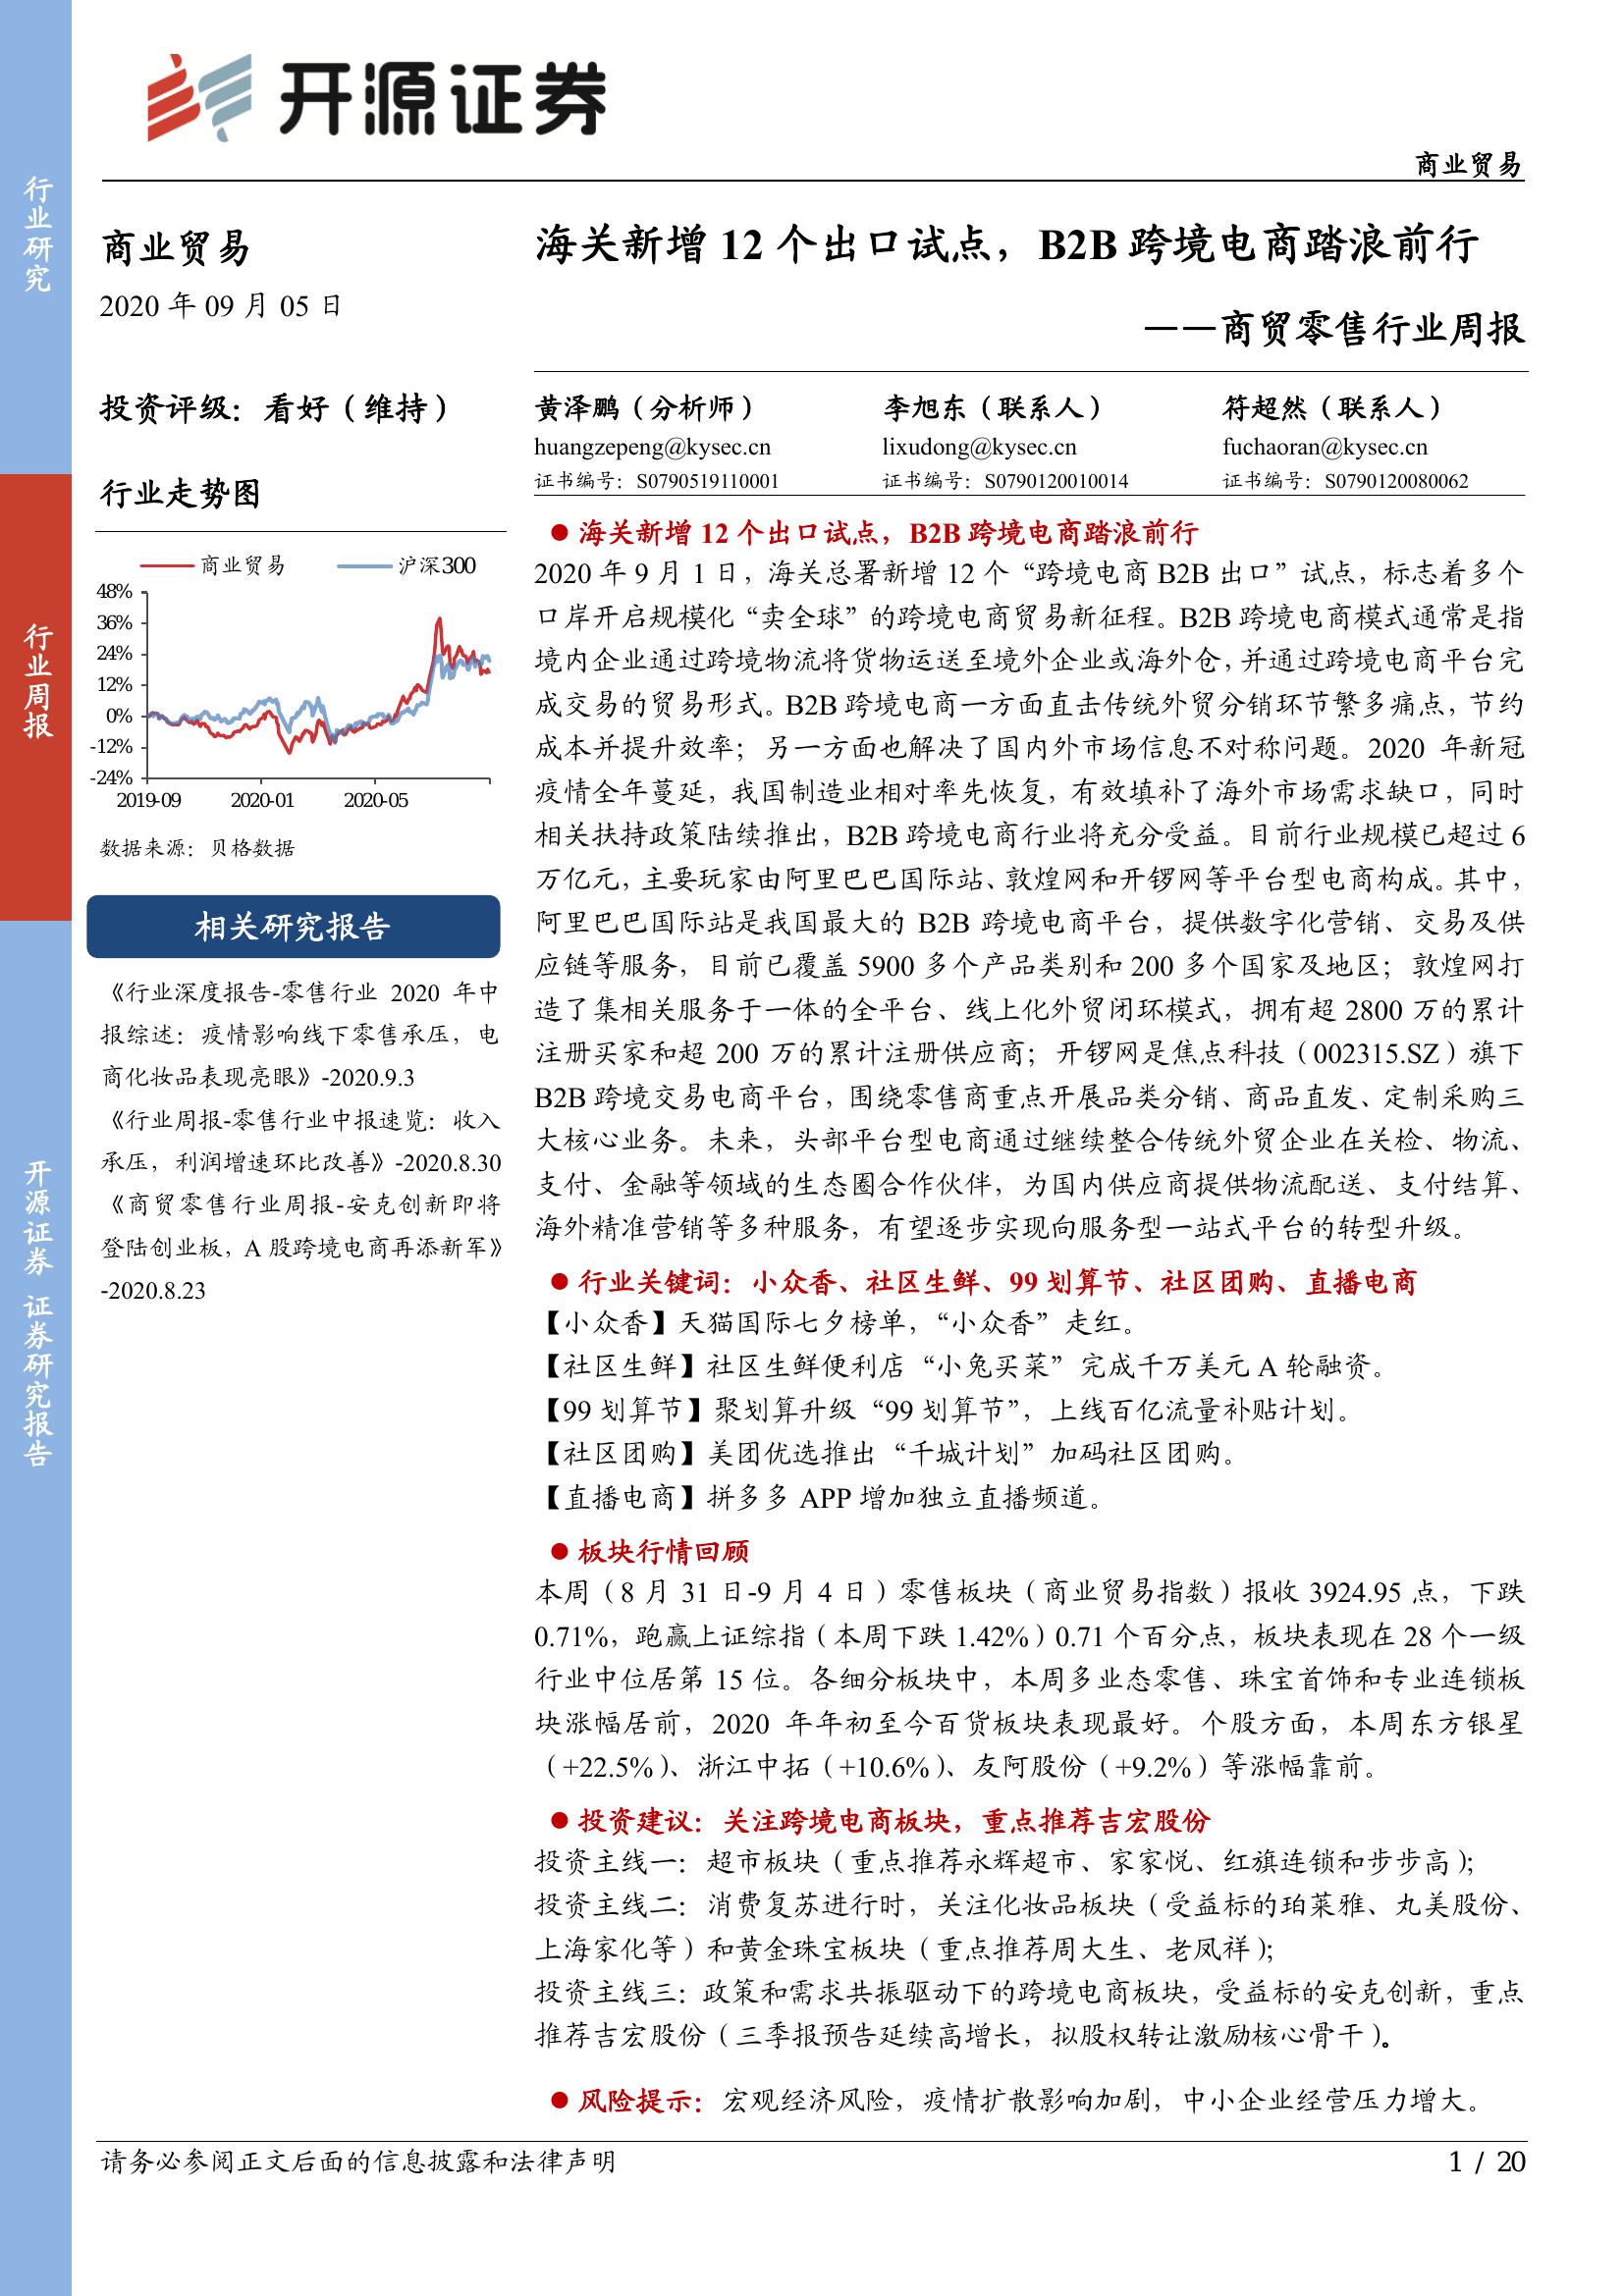 开源证券
商业贸易
行业研究
行业周报
开源证券 证券研究报告
商业贸易
2020 年 09 月 05 日
投资评级：看好（维持）
行业走势图
商业贸易 沪深300
48%
36%
24%
12%
0%
-12%
-24%
2019-09 2020-01 2020-05
数据来源：贝格数据
相关研究报告
《行业深度报告-零售行业 2020 年中
报综述：疫情影响线下零售承压，电
商化妆品表现亮眼》-2020.9.3
《行业周报-零售行业中报速览：收入
承压，利润增速环比改善》-2020.8.30
《商贸零售行业周报-安克创新即将
登陆创业板，A 股跨境电商再添新军》
-2020.8.23
海关新增 12 个出口试点，B2B 跨境电商踏浪前行
——商贸零售行业周报
黄泽鹏（分析师） 李旭东（联系人） 符超然（联系人）
huangzepeng@kysec.cn lixudong@kysec.cn fuchaoran@kysec.cn
证书编号：S0790519110001 证书编号：S0790120010014 证书编号：S0790120080062
● 海关新增 12 个出口试点，B2B 跨境电商踏浪前行
2020 年 9 月 1 日，海关总署新增 12 个“跨境电商 B2B 出口”试点，标志着多个
口岸开启规模化“卖全球”的跨境电商贸易新征程。B2B 跨境电商模式通常是指
境内企业通过跨境物流将货物运送至境外企业或海外仓，并通过跨境电商平台完
成交易的贸易形式。B2B 跨境电商一方面直击传统外贸分销环节繁多痛点，节约
成本并提升效率；另一方面也解决了国内外市场信息不对称问题。2020 年新冠
疫情全年蔓延，我国制造业相对率先恢复，有效填补了海外市场需求缺口，同时
相关扶持政策陆续推出，B2B 跨境电商行业将充分受益。目前行业规模已超过 6
万亿元，主要玩家由阿里巴巴国际站、敦煌网和开锣网等平台型电商构成。其中，
阿里巴巴国际站是我国最大的 B2B 跨境电商平台，提供数字化营销、交易及供
应链等服务，目前已覆盖 5900 多个产品类别和 200 多个国家及地区；敦煌网打
造了集相关服务于一体的全平台、线上化外贸闭环模式，拥有超 2800 万的累计
注册买家和超 200 万的累计注册供应商；开锣网是焦点科技（002315.SZ）旗下
B2B 跨境交易电商平台，围绕零售商重点开展品类分销、商品直发、定制采购三
大核心业务。未来，头部平台型电商通过继续整合传统外贸企业在关检、物流、
支付、金融等领域的生态圈合作伙伴，为国内供应商提供物流配送、支付结算、
海外精准营销等多种服务，有望逐步实现向服务型一站式平台的转型升级。
● 行业关键词：小众香、社区生鲜、99 划算节、社区团购、直播电商
【小众香】天猫国际七夕榜单，“小众香”走红。
【社区生鲜】社区生鲜便利店“小兔买菜”完成千万美元 A 轮融资。
【99 划算节】聚划算升级“99 划算节”，上线百亿流量补贴计划。
【社区团购】美团优选推出“千城计划”加码社区团购。
【直播电商】拼多多 APP 增加独立直播频道。
● 板块行情回顾
本周（8 月 31 日-9 月 4 日）零售板块（商业贸易指数）报收 3924.95 点，下跌
0.71%，跑赢上证综指（本周下跌 1.42%）0.71 个百分点，板块表现在 28 个一级
行业中位居第 15 位。各细分板块中，本周多业态零售、珠宝首饰和专业连锁板
块涨幅居前，2020 年年初至今百货板块表现最好。个股方面，本周东方银星
（+22.5%）、浙江中拓（+10.6%）、友阿股份（+9.2%）等涨幅靠前。
● 投资建议：关注跨境电商板块，重点推荐吉宏股份
投资主线一：超市板块（重点推荐永辉超市、家家悦、红旗连锁和步步高）；
投资主线二：消费复苏进行时，关注化妆品板块（受益标的珀莱雅、丸美股份、
上海家化等）和黄金珠宝板块（重点推荐周大生、老凤祥）；
投资主线三：政策和需求共振驱动下的跨境电商板块，受益标的安克创新，重点
推荐吉宏股份（三季报预告延续高增长，拟股权转让激励核心骨干）。
● 风险提示：宏观经济风险，疫情扩散影响加剧，中小企业经营压力增大。
请务必参阅正文后面的信息披露和法律声明 1 / 20